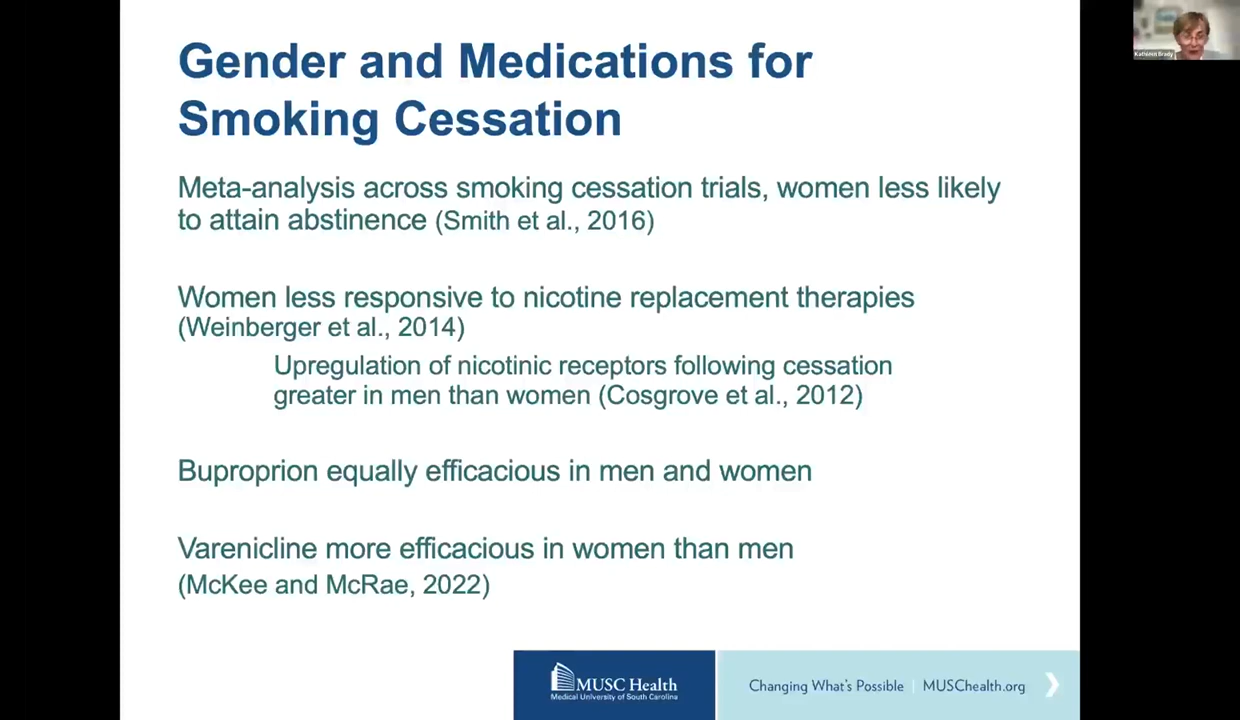 Gender and Medications for
Smoking Cessation
Meta-analysis across smoking cessation trials, women less likely
to attain abstinence (Smith et al., 2016)
Women less responsive to nicotine replacement therapies
(Weinberger et al., 2014)
Upregulation of nicotinic receptors following cessation
greater in men than women (Cosgrove et al., 2012)
Buproprion equally efficacious in men and women
Varenicline more efficacious in women than men
(McKee and McRae, 2022)
MUSC Health
Medical University of South Carolina
Changing What's Possible | MUSChealth.org
Kathleen Brady